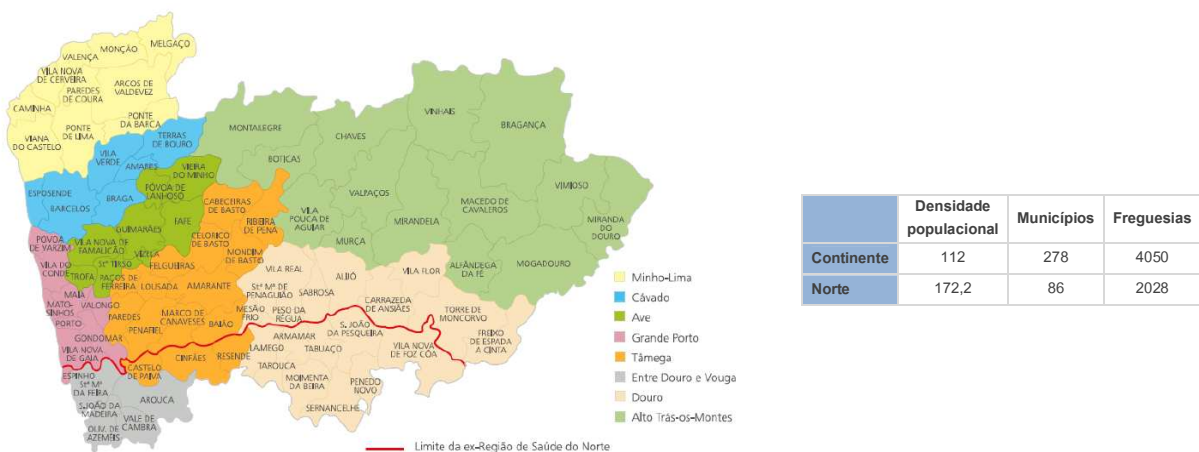 MELGAÇO
MONÇÃO
VALENÇA
VILA NOVA
DE CERVEIRA
ARCOS DE
VALDEVEZ
PAREDES
DE COURA
CAMINHA
PONTE
DA BARCA
PONTE
DE LIMA
VIANA
DO CASTELO
TERRAS
DE BOURO
VILA
VERDE
AMARES
ESPOSENDE
BARCELOS
BRAGA
VIEIRA
DO MINHO
PÓVOA DE
LANHOSO
FAFE
GUIMARÃES
VILA NOVA DE
FAMALICÃO
VIZELA
Stº TIRSO
TROFA
MONTALEGRE
CHAVES
VINHAIS
BRAGANÇA
BOTICAS
VALPAÇOS
VIMIOSO
MACEDO DE
CAVALEIROS
MIRANDELA
MIRANDA
DO
DOURO
VILA
POUCA DE
AGUIAR
MURÇA
ALFÂNDEGA
DA FÉ
MOGADOURO
CABECEIRAS
DE BASTO
RIBEIRA
DE PENA
CELORICO
DE BASTO
MONDIM
DE BASTO
FELGUEIRAS
PAÇOS DE
FERREIRA
LOUSADA
AMARANTE
PAREDES
PENAFIEL
MARCO DE
CANAVESES
BAIÃO
CINFÃES
RESENDE
CASTELO
DE PAIVA
POVOA
DE VARZIM
VILA DO
CONDE
MAIA
MATO-
SINHOS
VALONGO
PORTO
GONDOMAR
VILA NOVA
DE GAIA
ESPINHO
Stª Mª
DA FEIRA
AROUCA
S.JOÃO DA
MADEIRA
VALE DE
CAMBRA
OLIV. DE
AZEMÉIS
VILA REAL
ALIJÓ
VILA FLOR
Stª Mª DE
PENAGUIÃO
SABROSA
CARRAZEDA
DE ANSIÃES
MESÃO
FRIO
PESO DA
RÉGUA
TORRE DE
MONCORVO
S. JOÃO
DA PESQUEIRA
FREIXO
DE ESPADA
A CINTA
ARMAMAR
LAMEGO
TABUAÇO
VILA NOVA
DE FOZ CÔA
TAROUCA
MOIMENTA
DA BEIRA
PENEDO
NOVO
SERNANCELHE
Minho-Lima
Câvado
Ave
Grande Porto
Tâmega
Entre Douro e Vouga
Douro
Alto Trás-os-Montes
Limite da ex-Região de Saúde do Norte
Densidade populacional Municípios Freguesias
Continente 112 278 4050
Norte 172,2 86 2028